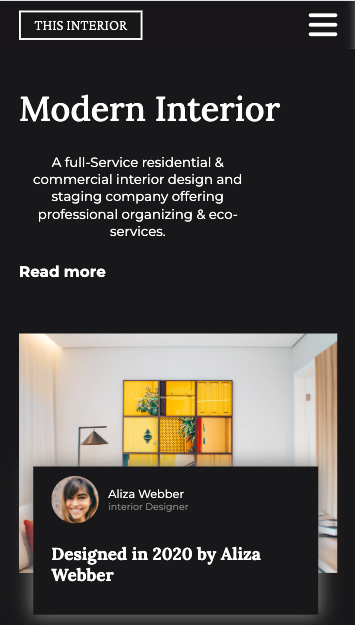 THIS INTERIOR
Modern Interior
A full-Service residential &
commercial interior design and
staging company offering
professional organizing & eco-
services.
Read more
Aliza Webber
interior Designer
Designed in 2020 by Aliza
Webber